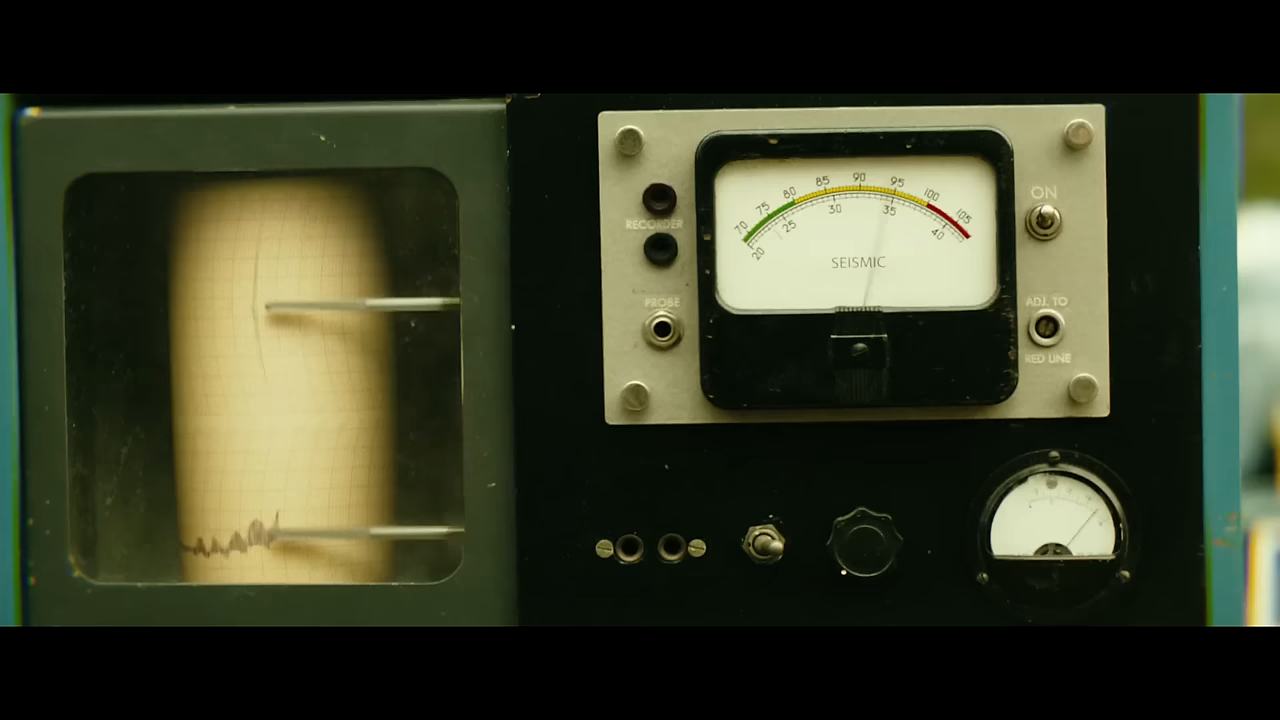 70 75 80 85 90 95 100 105
20 25 30 35 40
SEISMIC
RECORDER
PROBE
ON
ADJ. TO
RED LINE